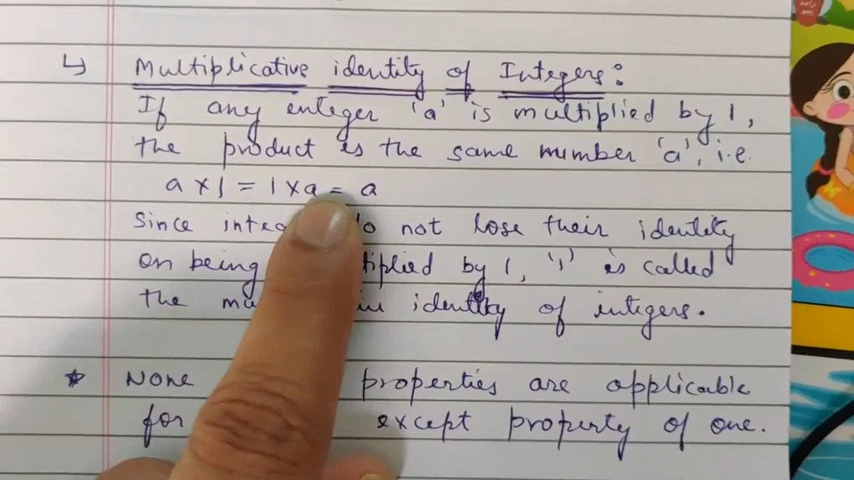 ↳ Multiplicative identity of Integers:
If any integer 'a' is multiplied by 1,
the product is the same number 'a', i.e.
a × 1 = 1 × a = a
Since do not lose their identity
on being by 1, '1' is called
the identity of integers.
* None properties are applicable
for except property of one.